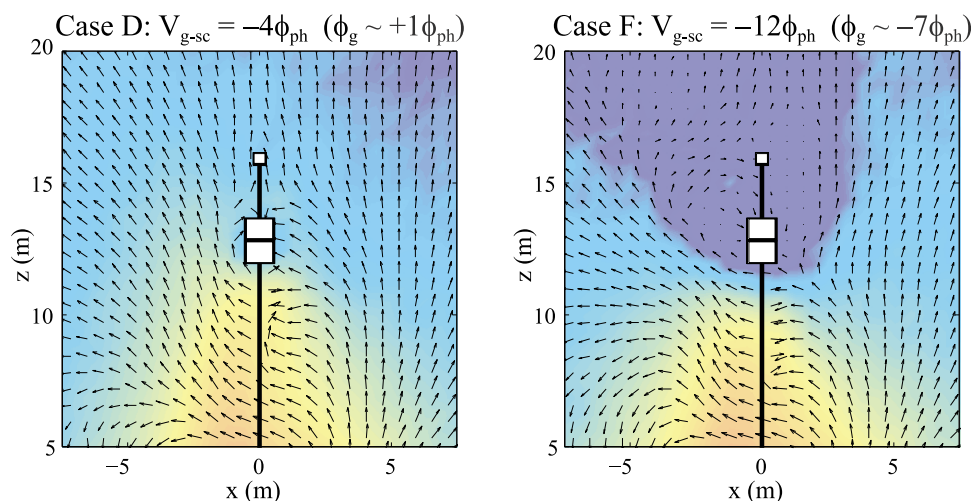 Case D: V_g-sc = −4ϕ_ph (ϕ_g ~ +1ϕ_ph)
20
15
10
5
z (m)
−5 0 5
x (m)
Case F: V_g-sc = −12ϕ_ph (ϕ_g ~ −7ϕ_ph)
20
15
10
5
z (m)
−5 0 5
x (m)